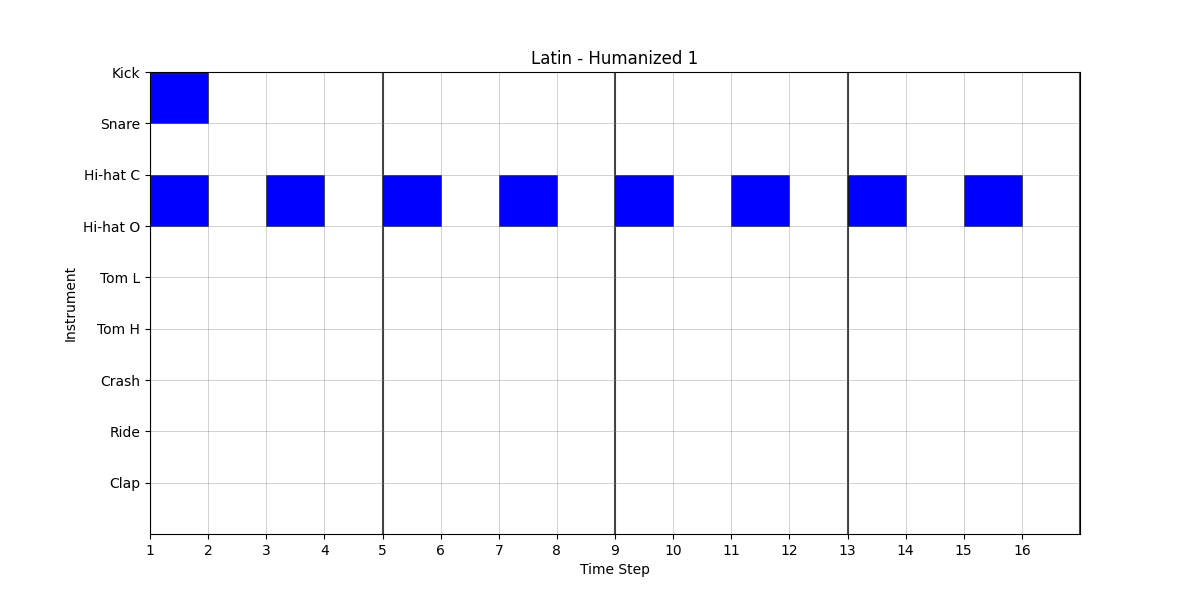 Latin - Humanized 1
Kick
Snare
Hi-hat C
Hi-hat O
Tom L
Tom H
Crash
Ride
Clap
Instrument
1 2 3 4 5 6 7 8 9 10 11 12 13 14 15 16
Time Step